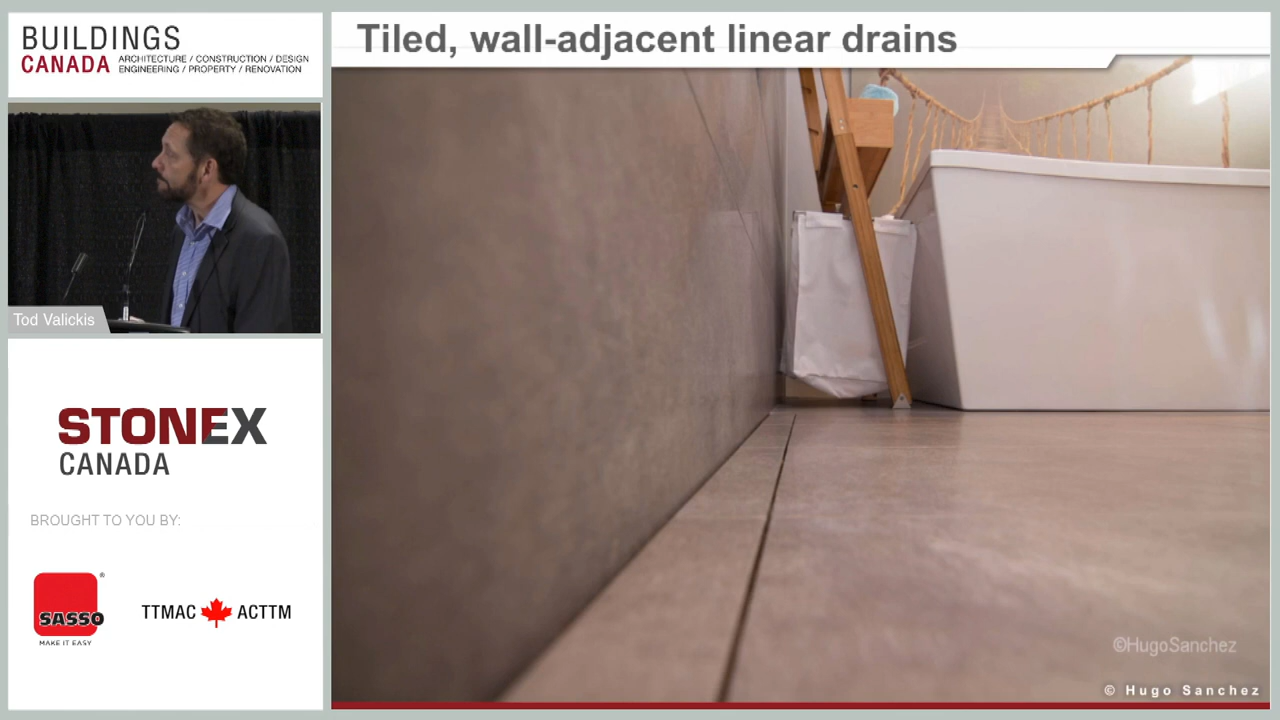 BUILDINGS
CANADA
ARCHITECTURE / CONSTRUCTION / DESIGN
ENGINEERING / PROPERTY / RENOVATION
Tiled, wall-adjacent linear drains
Tod Valickis
STONEX
CANADA
BROUGHT TO YOU BY:
SASSO
®
MAKE IT EASY
TTMAC ACTTM
©HugoSanchez
© Hugo Sanchez